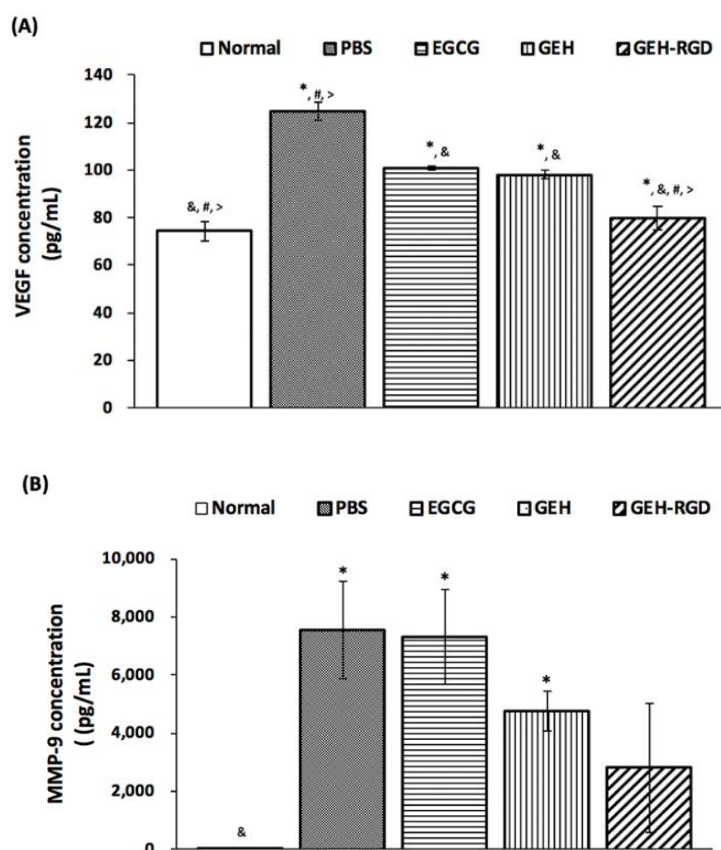 (A)
Normal PBS EGCG GEH GEH-RGD
VEGF concentration
(pg/mL)
140
120
100
80
60
40
20
0
&, #, >
*, #, >
*, &
*, &
*, &, #, >
(B)
Normal PBS EGCG GEH GEH-RGD
MMP-9 concentration
( (pg/mL)
10,000
8,000
6,000
4,000
2,000
0
&
*
*
*